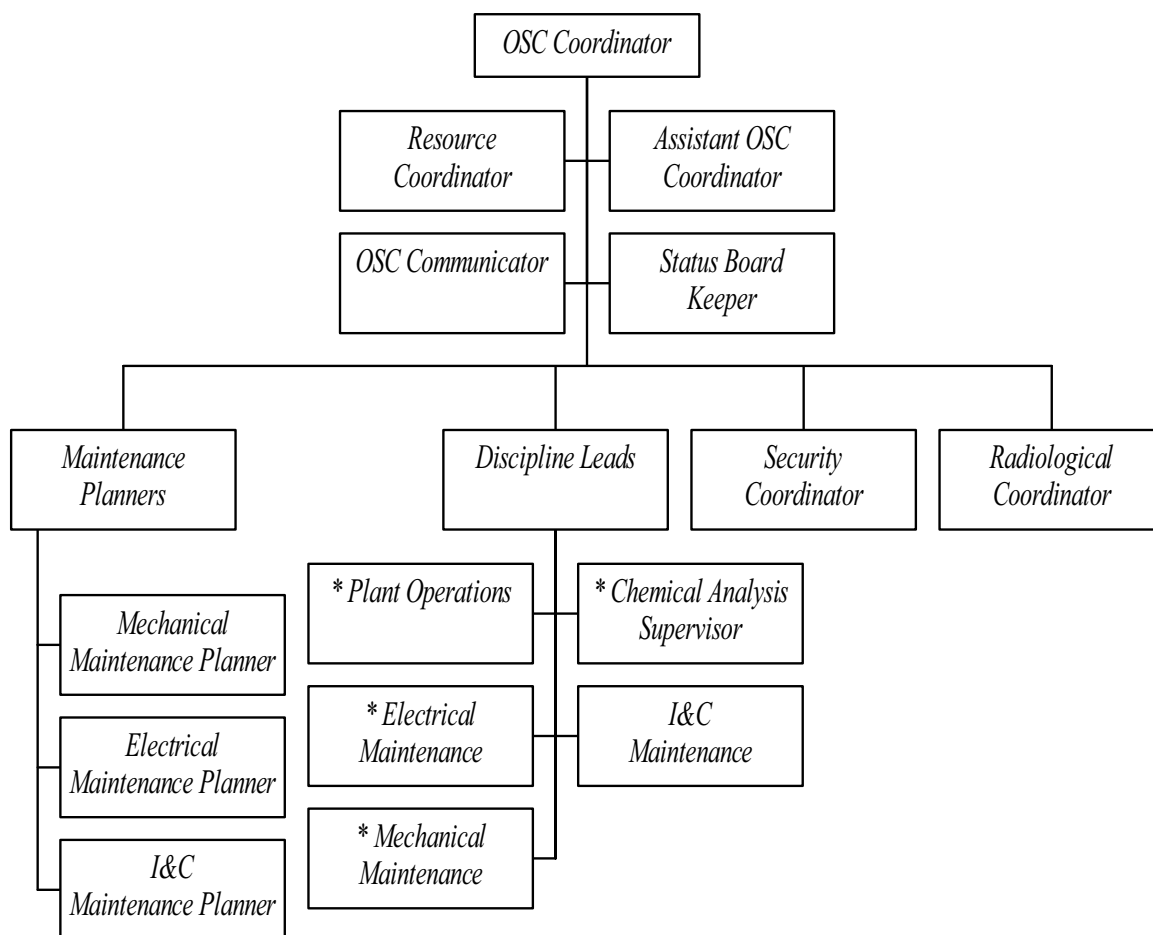 OSC Coordinator
Resource
Coordinator
Assistant OSC
Coordinator
OSC Communicator
Status Board
Keeper
Maintenance
Planners
Discipline Leads
Security
Coordinator
Radiological
Coordinator
Mechanical
Maintenance Planner
Electrical
Maintenance Planner
I&C
Maintenance Planner
* Plant Operations
* Chemical Analysis
Supervisor
* Electrical
Maintenance
I&C
Maintenance
* Mechanical
Maintenance